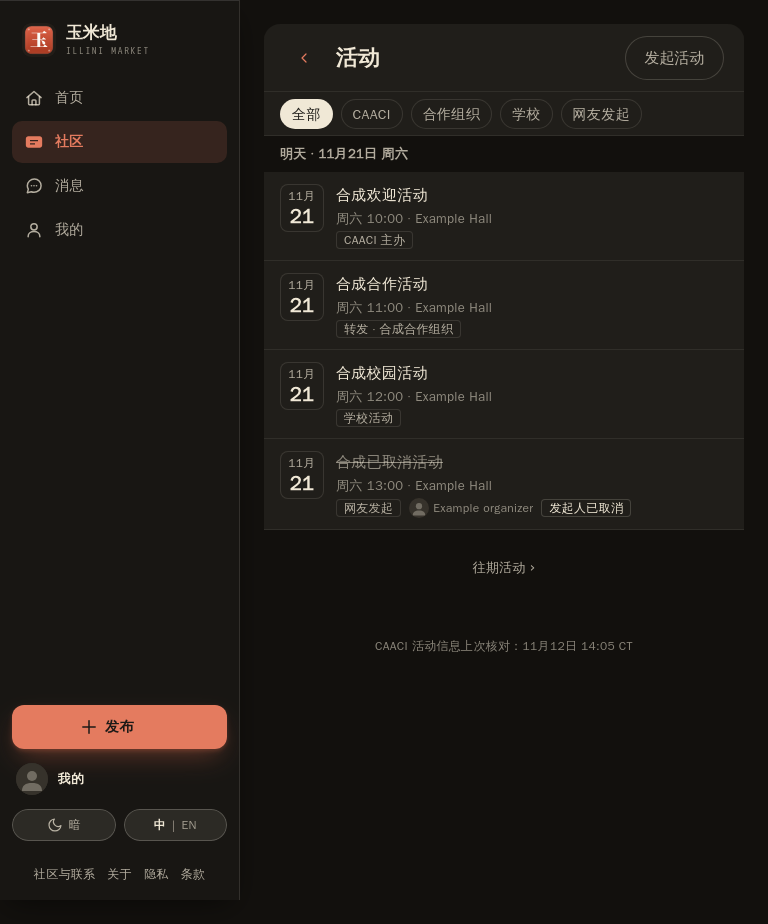 玉米地
ILLINI MARKET
首页
社区
消息
我的
发布
我的
暗
中 | EN
社区与联系 关于 隐私 条款
活动
发起活动
全部 CAACI 合作组织 学校 网友发起
明天 · 11月21日 周六
11月
21
合成欢迎活动
周六 10:00 · Example Hall
CAACI 主办
11月
21
合成合作活动
周六 11:00 · Example Hall
转发 · 合成合作组织
11月
21
合成校园活动
周六 12:00 · Example Hall
学校活动
11月
21
合成已取消活动
周六 13:00 · Example Hall
网友发起 Example organizer 发起人已取消
往期活动 ›
CAACI 活动信息上次核对：11月12日 14:05 CT